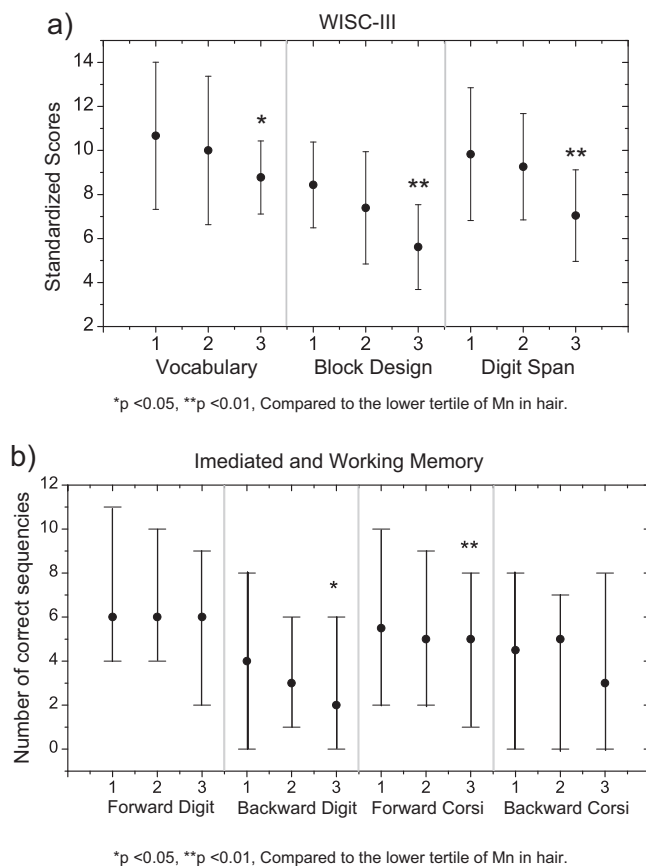 a)
WISC-III
Standardized Scores
14
12
10
8
6
4
2
*
**
**
1 2 3 1 2 3 1 2 3
Vocabulary Block Design Digit Span
*p <0.05, **p <0.01, Compared to the lower tertile of Mn in hair.
b)
Imediated and Working Memory
Number of correct sequencies
12
10
8
6
4
2
0
*
**
1 2 3 1 2 3 1 2 3 1 2 3
Forward Digit Backward Digit Forward Corsi Backward Corsi
*p <0.05, **p <0.01, Compared to the lower tertile of Mn in hair.